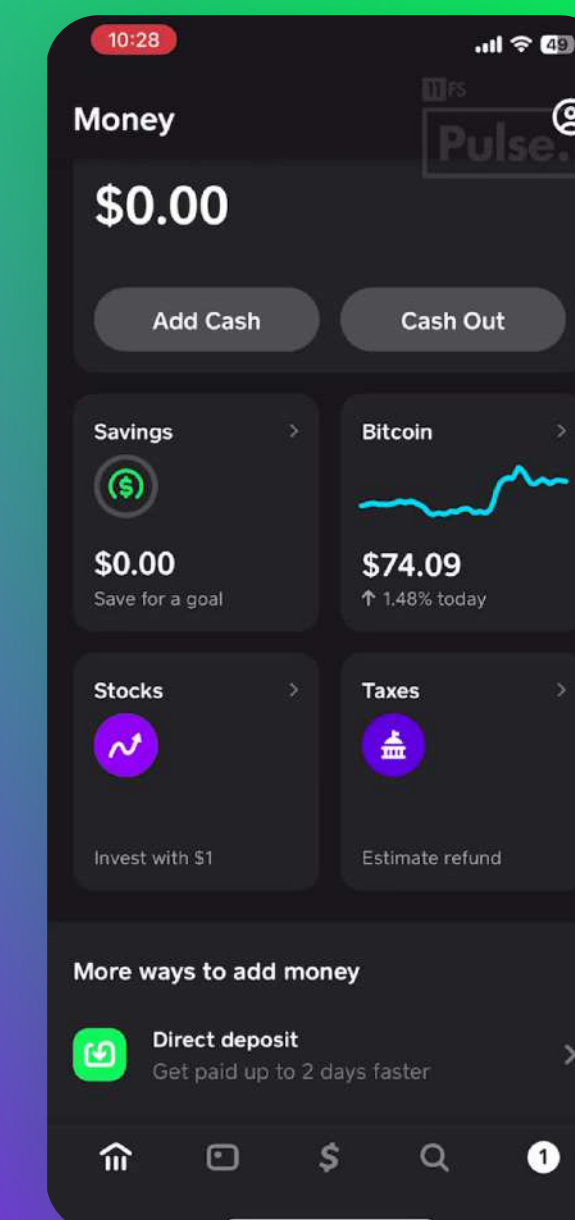 10:28
49
11 FS
Pulse.
Money
$0.00
Add Cash
Cash Out
Savings
Bitcoin
$0.00
Save for a goal
$74.09
↑ 1.48% today
Stocks
Taxes
Invest with $1
Estimate refund
More ways to add money
Direct deposit
Get paid up to 2 days faster
$
1